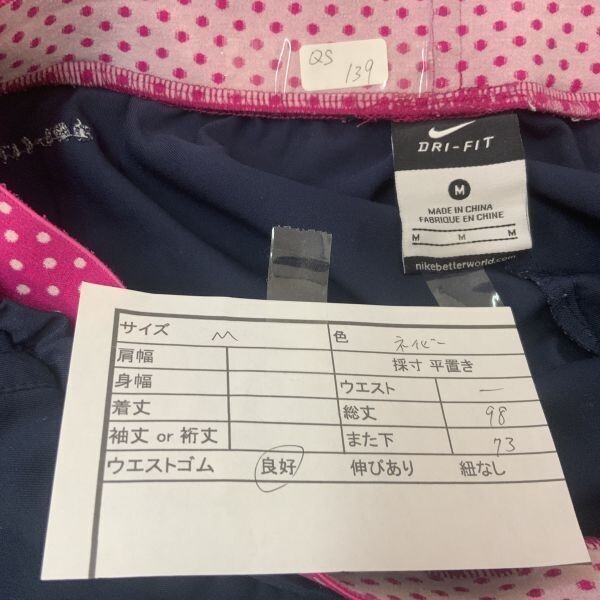 QS
139
DRI-FIT
M
MADE IN CHINA
FABRIQUÉ EN CHINE
M M M
nikebetterworld.com
サイズ M 色 ネイビー
肩幅 採寸 平置き
身幅 ウエスト ー
着丈 総丈 98
袖丈 or 裄丈 また下 73
ウエストゴム 良好 伸びあり 紐なし